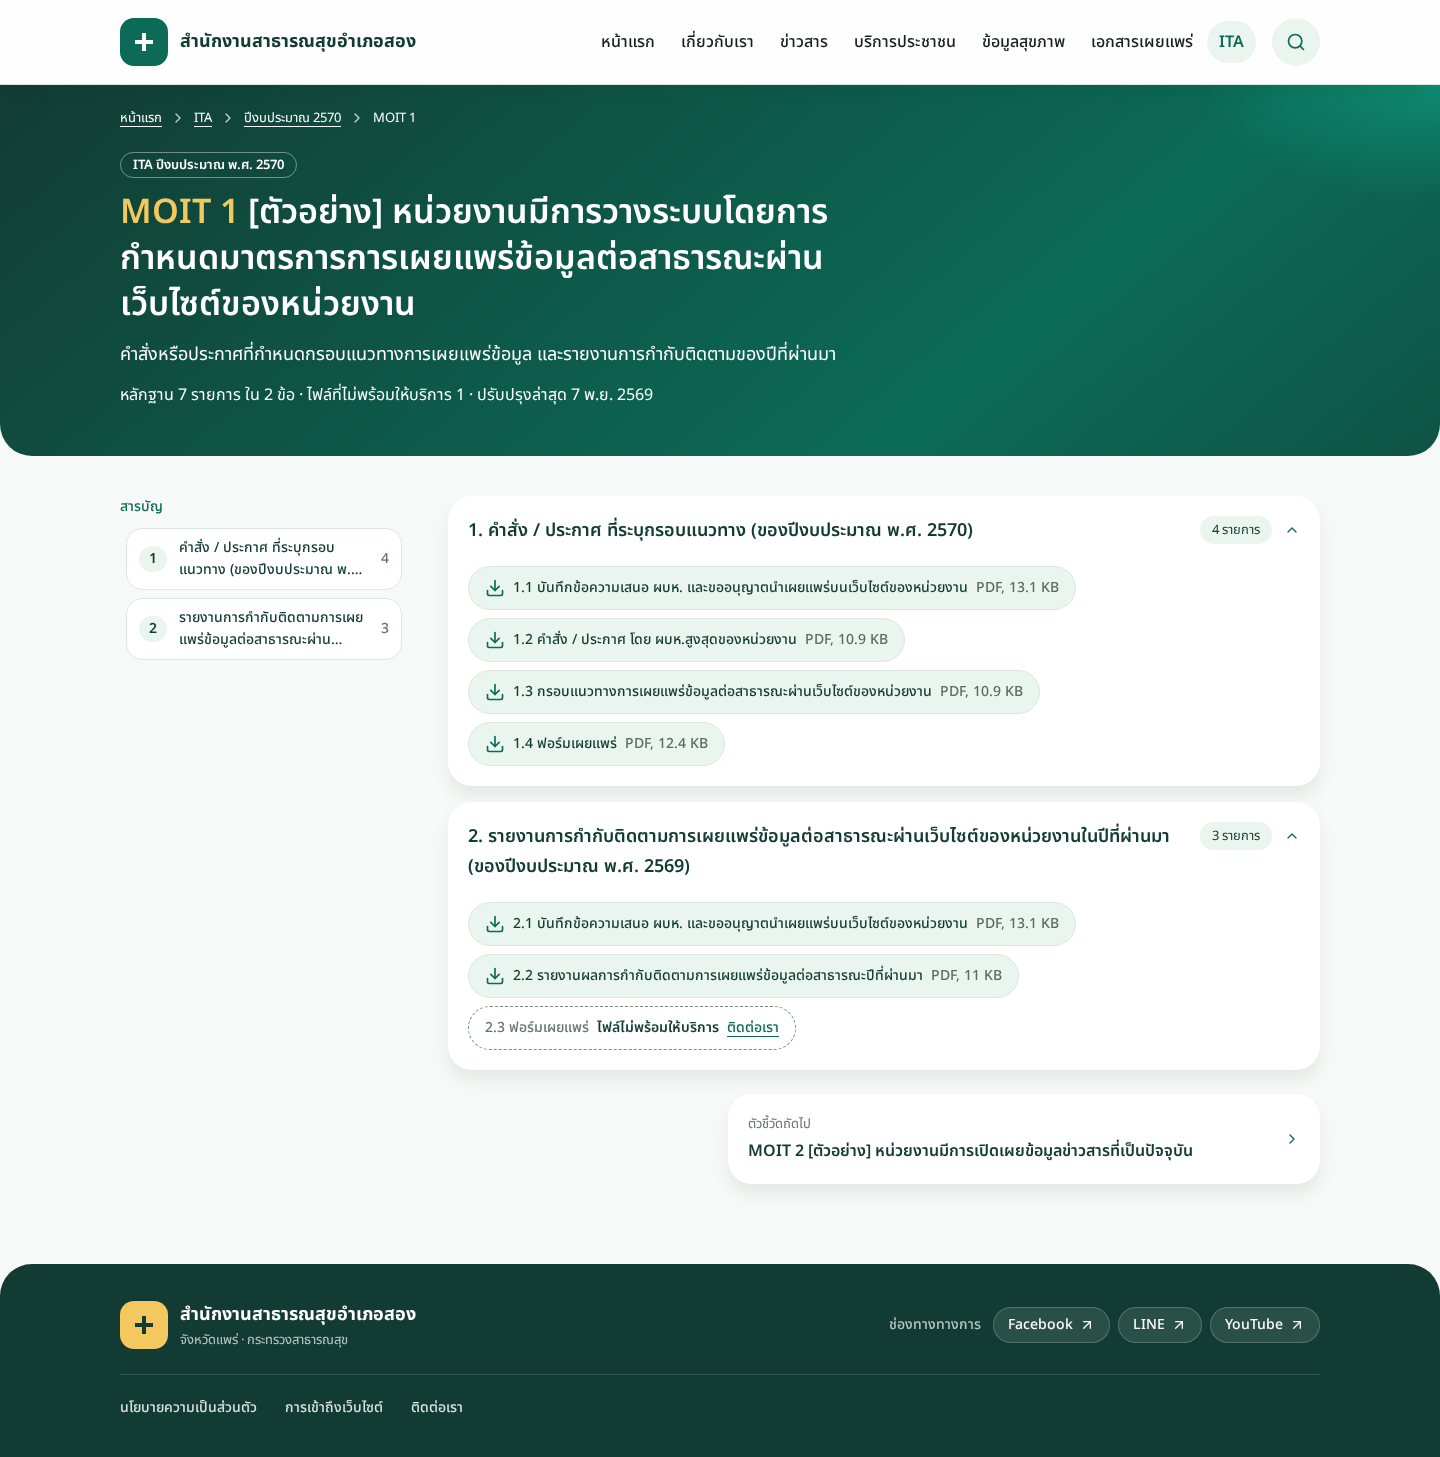 สำนักงานสาธารณสุขอำเภอสอง
หน้าแรก เกี่ยวกับเรา ข่าวสาร บริการประชาชน ข้อมูลสุขภาพ เอกสารเผยแพร่ ITA
หน้าแรก > ITA > ปีงบประมาณ 2570 > MOIT 1
ITA ปีงบประมาณ พ.ศ. 2570
MOIT 1 [ตัวอย่าง] หน่วยงานมีการวางระบบโดยการ
กำหนดมาตรการการเผยแพร่ข้อมูลต่อสาธารณะผ่าน
เว็บไซต์ของหน่วยงาน
คำสั่งหรือประกาศที่กำหนดกรอบแนวทางการเผยแพร่ข้อมูล และรายงานการกำกับติดตามของปีที่ผ่านมา
หลักฐาน 7 รายการ ใน 2 ข้อ · ไฟล์ที่ไม่พร้อมให้บริการ 1 · ปรับปรุงล่าสุด 7 พ.ย. 2569
สารบัญ
1 คำสั่ง / ประกาศ ที่ระบุกรอบ
แนวทาง (ของปีงบประมาณ พ.… 4
2 รายงานการกำกับติดตามการเผย
แพร่ข้อมูลต่อสาธารณะผ่าน… 3
1. คำสั่ง / ประกาศ ที่ระบุกรอบแนวทาง (ของปีงบประมาณ พ.ศ. 2570) 4 รายการ
1.1 บันทึกข้อความเสนอ ผบห. และขออนุญาตนำเผยแพร่บนเว็บไซต์ของหน่วยงาน PDF, 13.1 KB
1.2 คำสั่ง / ประกาศ โดย ผบห.สูงสุดของหน่วยงาน PDF, 10.9 KB
1.3 กรอบแนวทางการเผยแพร่ข้อมูลต่อสาธารณะผ่านเว็บไซต์ของหน่วยงาน PDF, 10.9 KB
1.4 ฟอร์มเผยแพร่ PDF, 12.4 KB
2. รายงานการกำกับติดตามการเผยแพร่ข้อมูลต่อสาธารณะผ่านเว็บไซต์ของหน่วยงานในปีที่ผ่านมา 3 รายการ
(ของปีงบประมาณ พ.ศ. 2569)
2.1 บันทึกข้อความเสนอ ผบห. และขออนุญาตนำเผยแพร่บนเว็บไซต์ของหน่วยงาน PDF, 13.1 KB
2.2 รายงานผลการกำกับติดตามการเผยแพร่ข้อมูลต่อสาธารณะปีที่ผ่านมา PDF, 11 KB
2.3 ฟอร์มเผยแพร่ ไฟล์ไม่พร้อมให้บริการ ติดต่อเรา
ตัวชี้วัดถัดไป
MOIT 2 [ตัวอย่าง] หน่วยงานมีการเปิดเผยข้อมูลข่าวสารที่เป็นปัจจุบัน
สำนักงานสาธารณสุขอำเภอสอง
จังหวัดแพร่ · กระทรวงสาธารณสุข
ช่องทางทางการ Facebook LINE YouTube
นโยบายความเป็นส่วนตัว การเข้าถึงเว็บไซต์ ติดต่อเรา